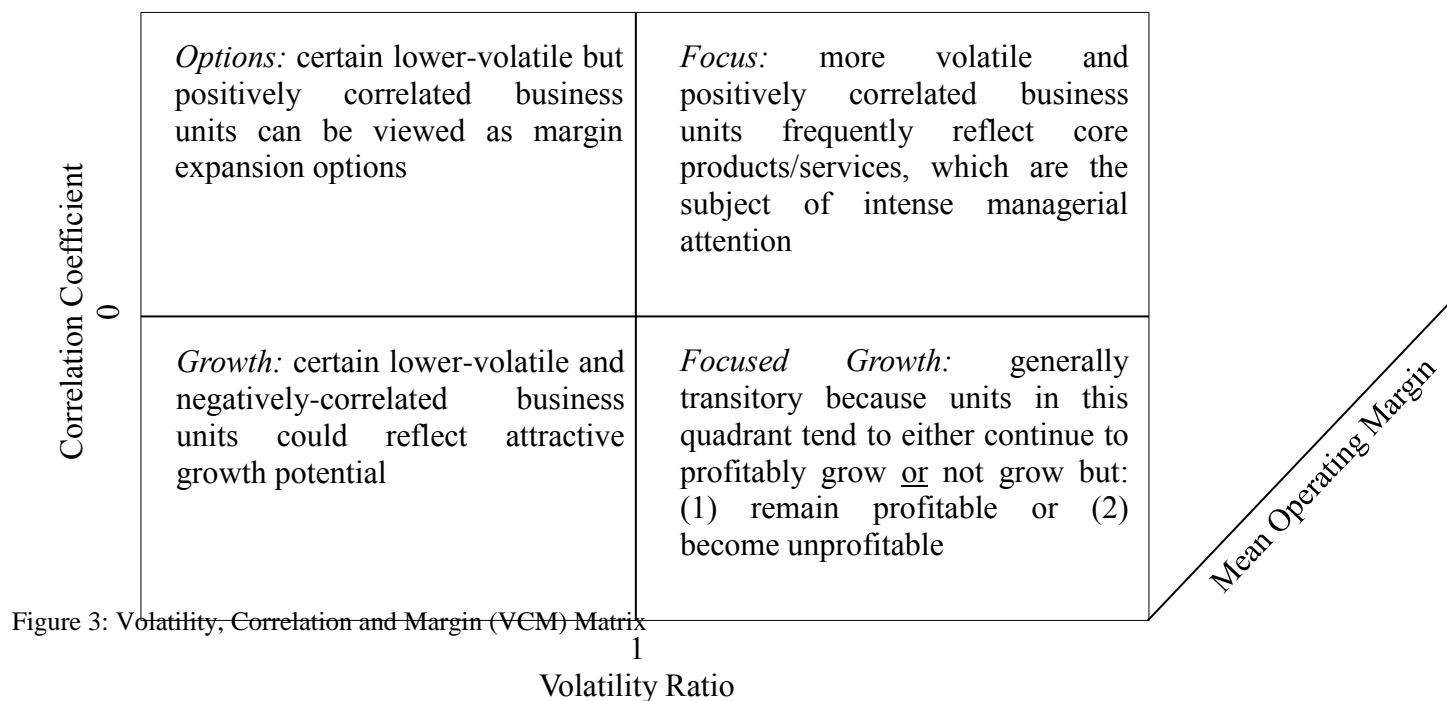 Options: certain lower-volatile but
positively correlated business
units can be viewed as margin
expansion options
Focus: more volatile and
positively correlated business
units frequently reflect core
products/services, which are the
subject of intense managerial
attention
Correlation Coefficient
0
Growth: certain lower-volatile and
negatively-correlated business
units could reflect attractive
growth potential
Focused Growth: generally
transitory because units in this
quadrant tend to either continue to
profitably grow or not grow but:
(1) remain profitable or (2)
become unprofitable
Mean Operating Margin
Figure 3: Volatility, Correlation and Margin (VCM) Matrix
1
Volatility Ratio